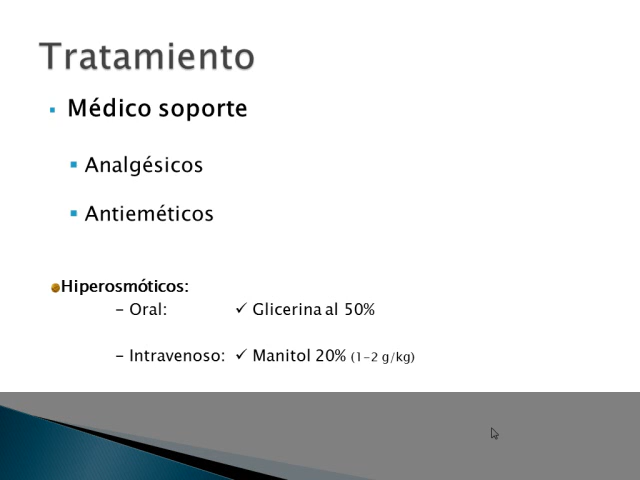 Tratamiento
▪ Médico soporte
▪ Analgésicos
▪ Antieméticos
Hiperosmóticos:
– Oral: ✓ Glicerina al 50%
– Intravenoso: ✓ Manitol 20% (1-2 g/kg)